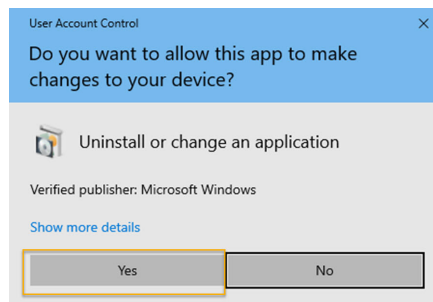 User Account Control
Do you want to allow this app to make
changes to your device?
Uninstall or change an application
Verified publisher: Microsoft Windows
Show more details
Yes
No